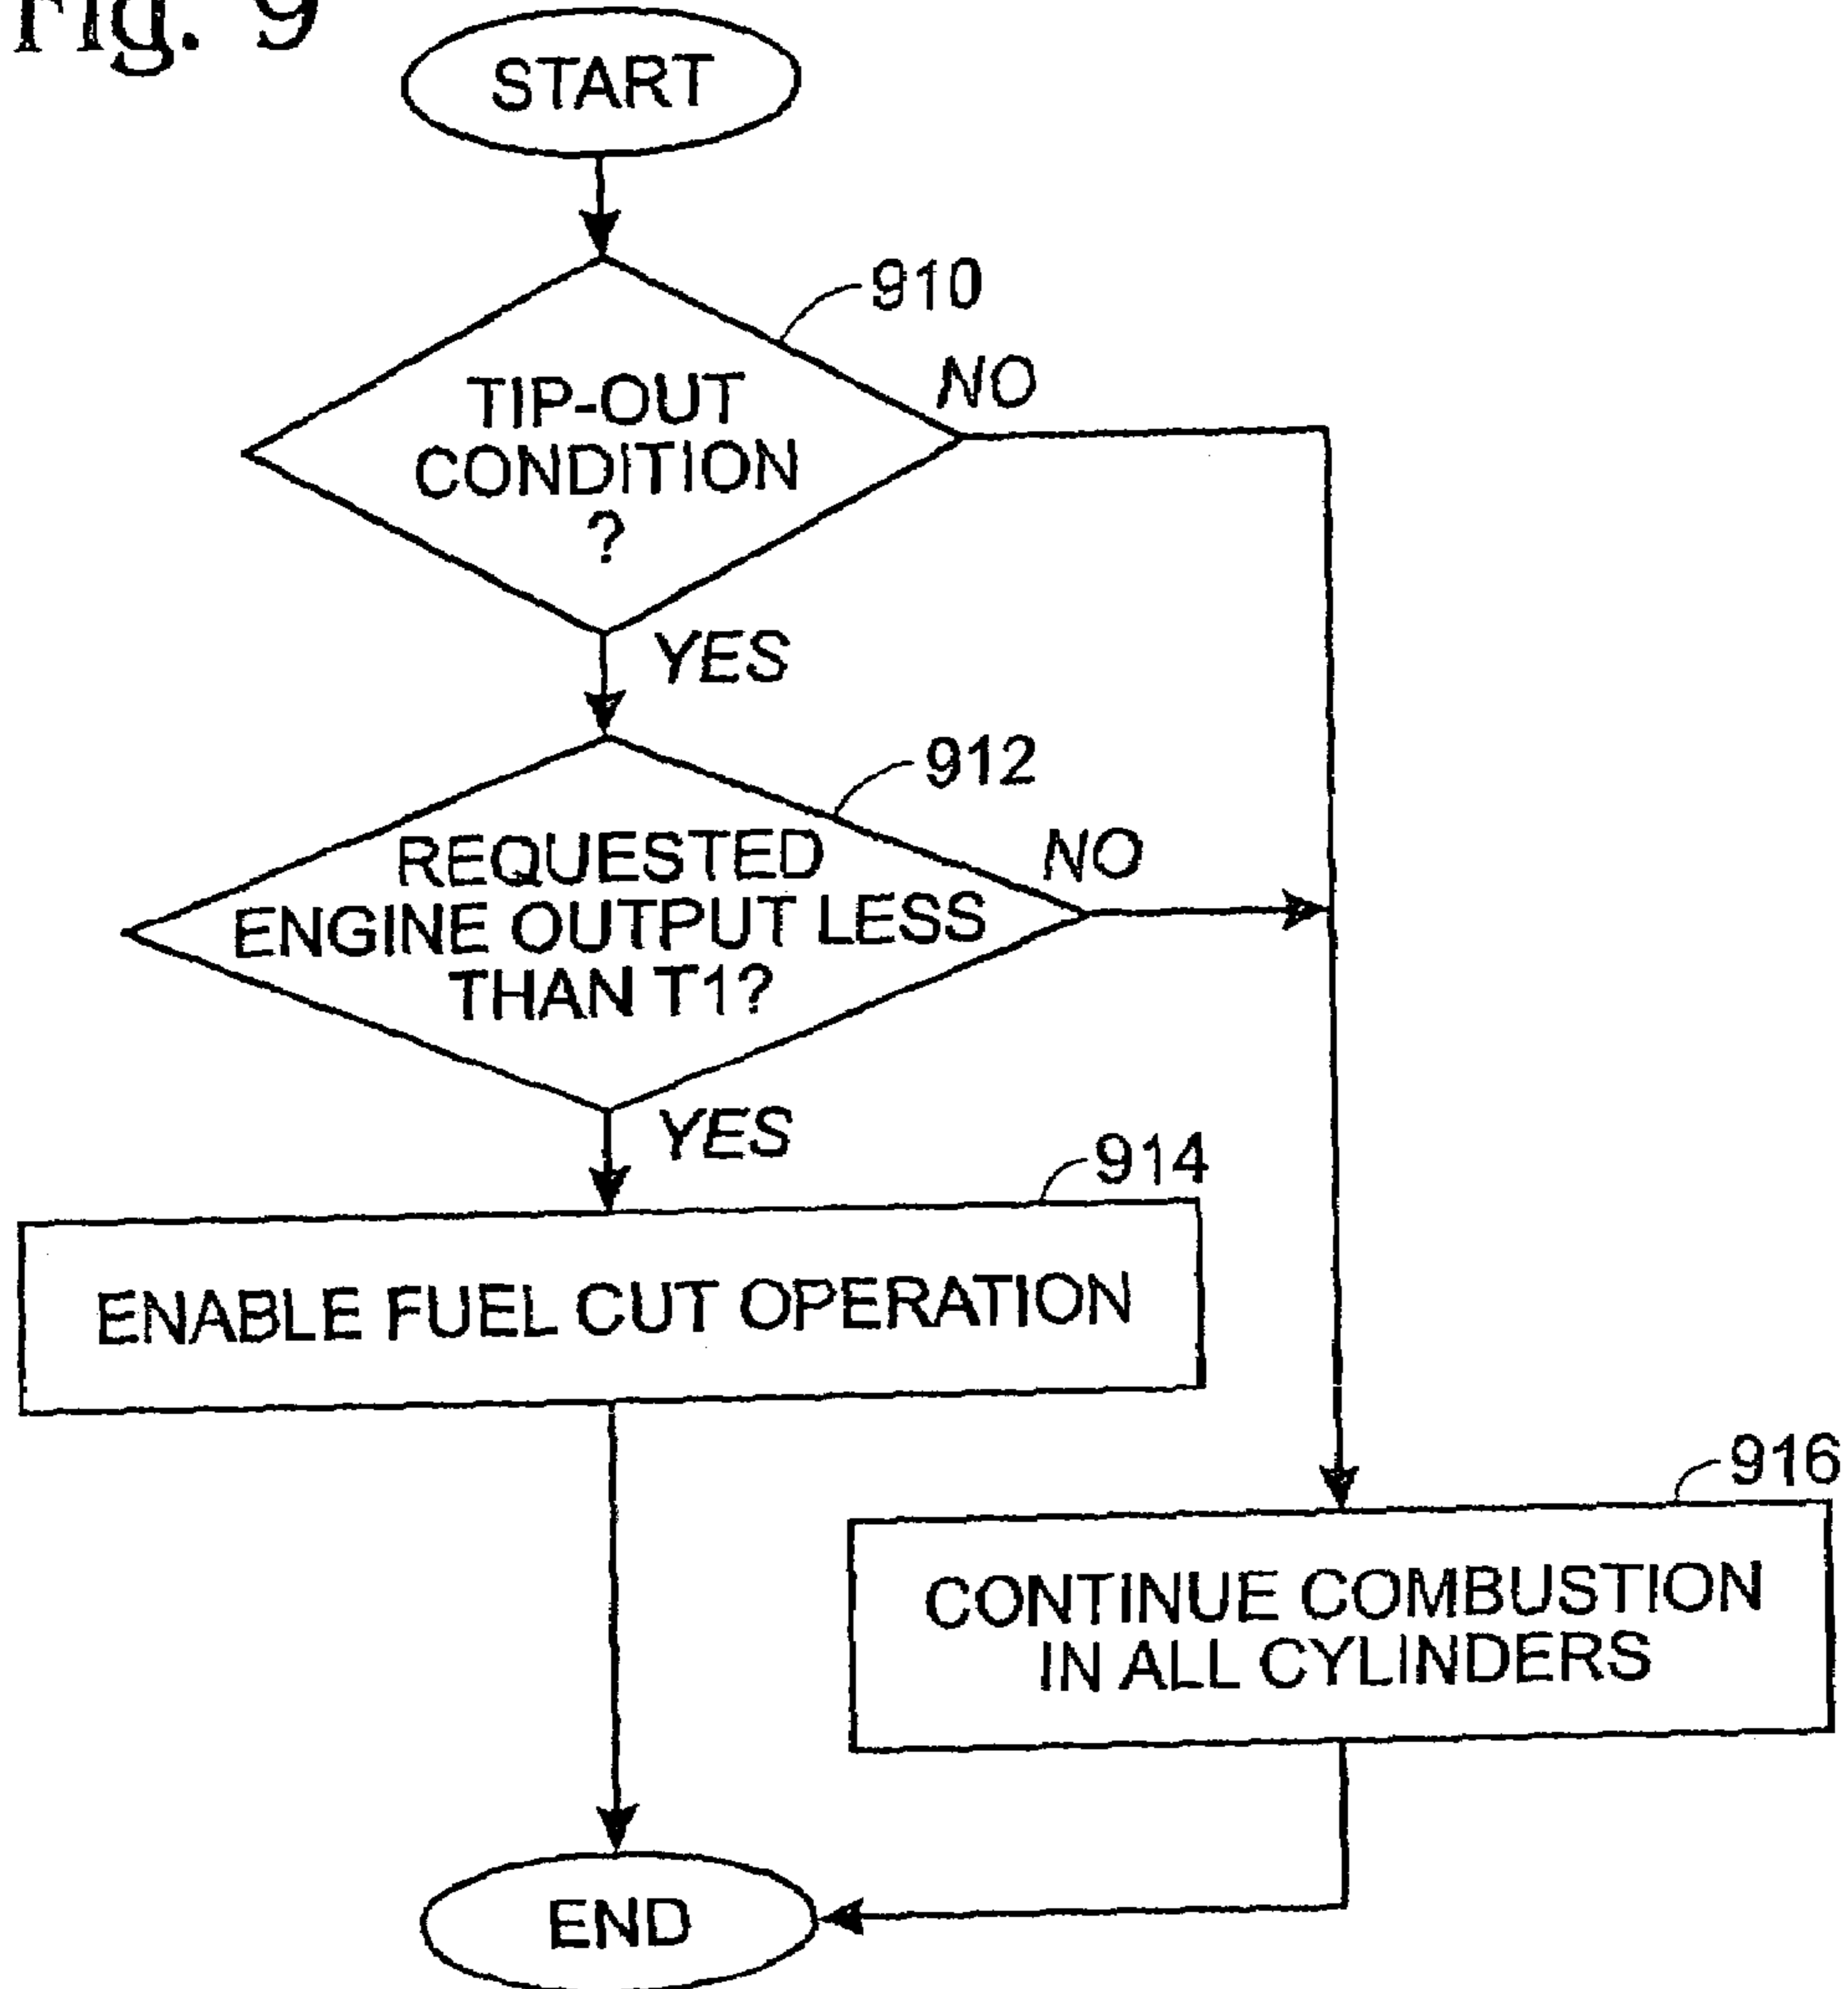 Fig. 9
START
910
TIP-OUT
CONDITION
?
NO
YES
912
REQUESTED
ENGINE OUTPUT LESS
THAN T1?
NO
YES
914
ENABLE FUEL CUT OPERATION
916
CONTINUE COMBUSTION
IN ALL CYLINDERS
END